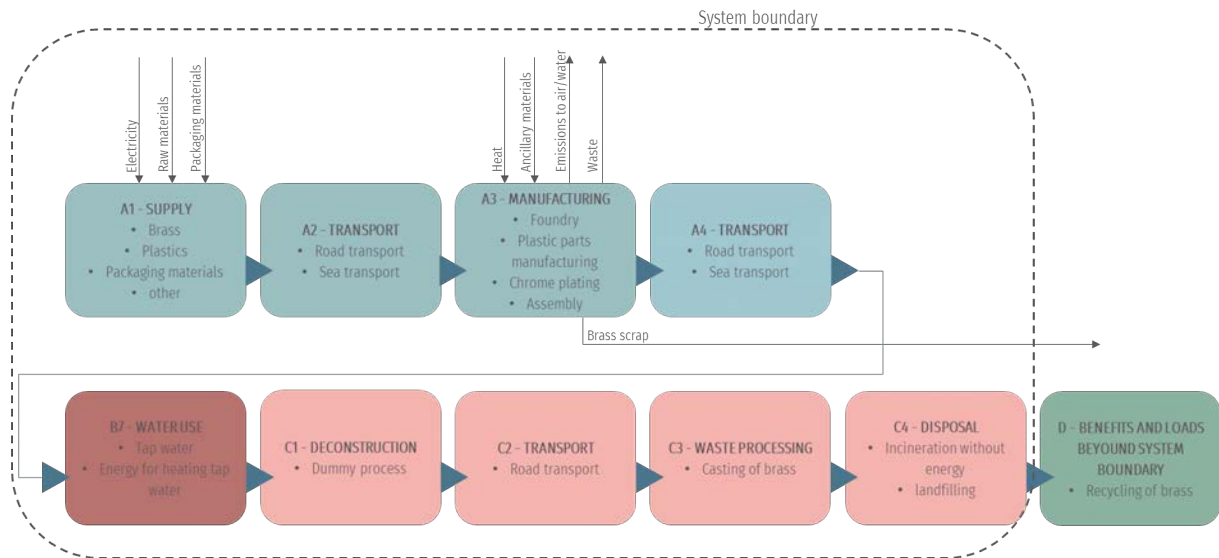 System boundary
Electricity
Raw materials
Packaging materials
Heat
Ancillary materials
Emissions to air/water
Waste
A1 - SUPPLY
• Brass
• Plastics
• Packaging materials
• other
A2 - TRANSPORT
• Road transport
• Sea transport
A3 - MANUFACTURING
• Foundry
• Plastic parts
manufacturing
• Chrome plating
• Assembly
A4 - TRANSPORT
• Road transport
• Sea transport
Brass scrap
B7 - WATER USE
• Tap water
• Energy for heating tap
water
C1 - DECONSTRUCTION
• Dummy process
C2 - TRANSPORT
• Road transport
C3 - WASTE PROCESSING
• Casting of brass
C4 - DISPOSAL
• Incineration without
energy
• landfilling
D - BENEFITS AND LOADS
BEYOUND SYSTEM
BOUNDARY
• Recycling of brass